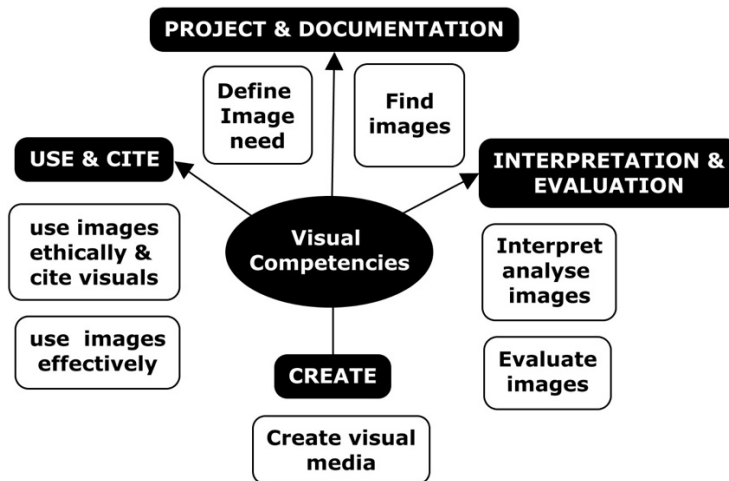 PROJECT & DOCUMENTATION
Define
Image
need
Find
images
USE & CITE
INTERPRETATION &
EVALUATION
use images
ethically &
cite visuals
Visual
Competencies
Interpret
analyse
images
use images
effectively
CREATE
Evaluate
images
Create visual
media